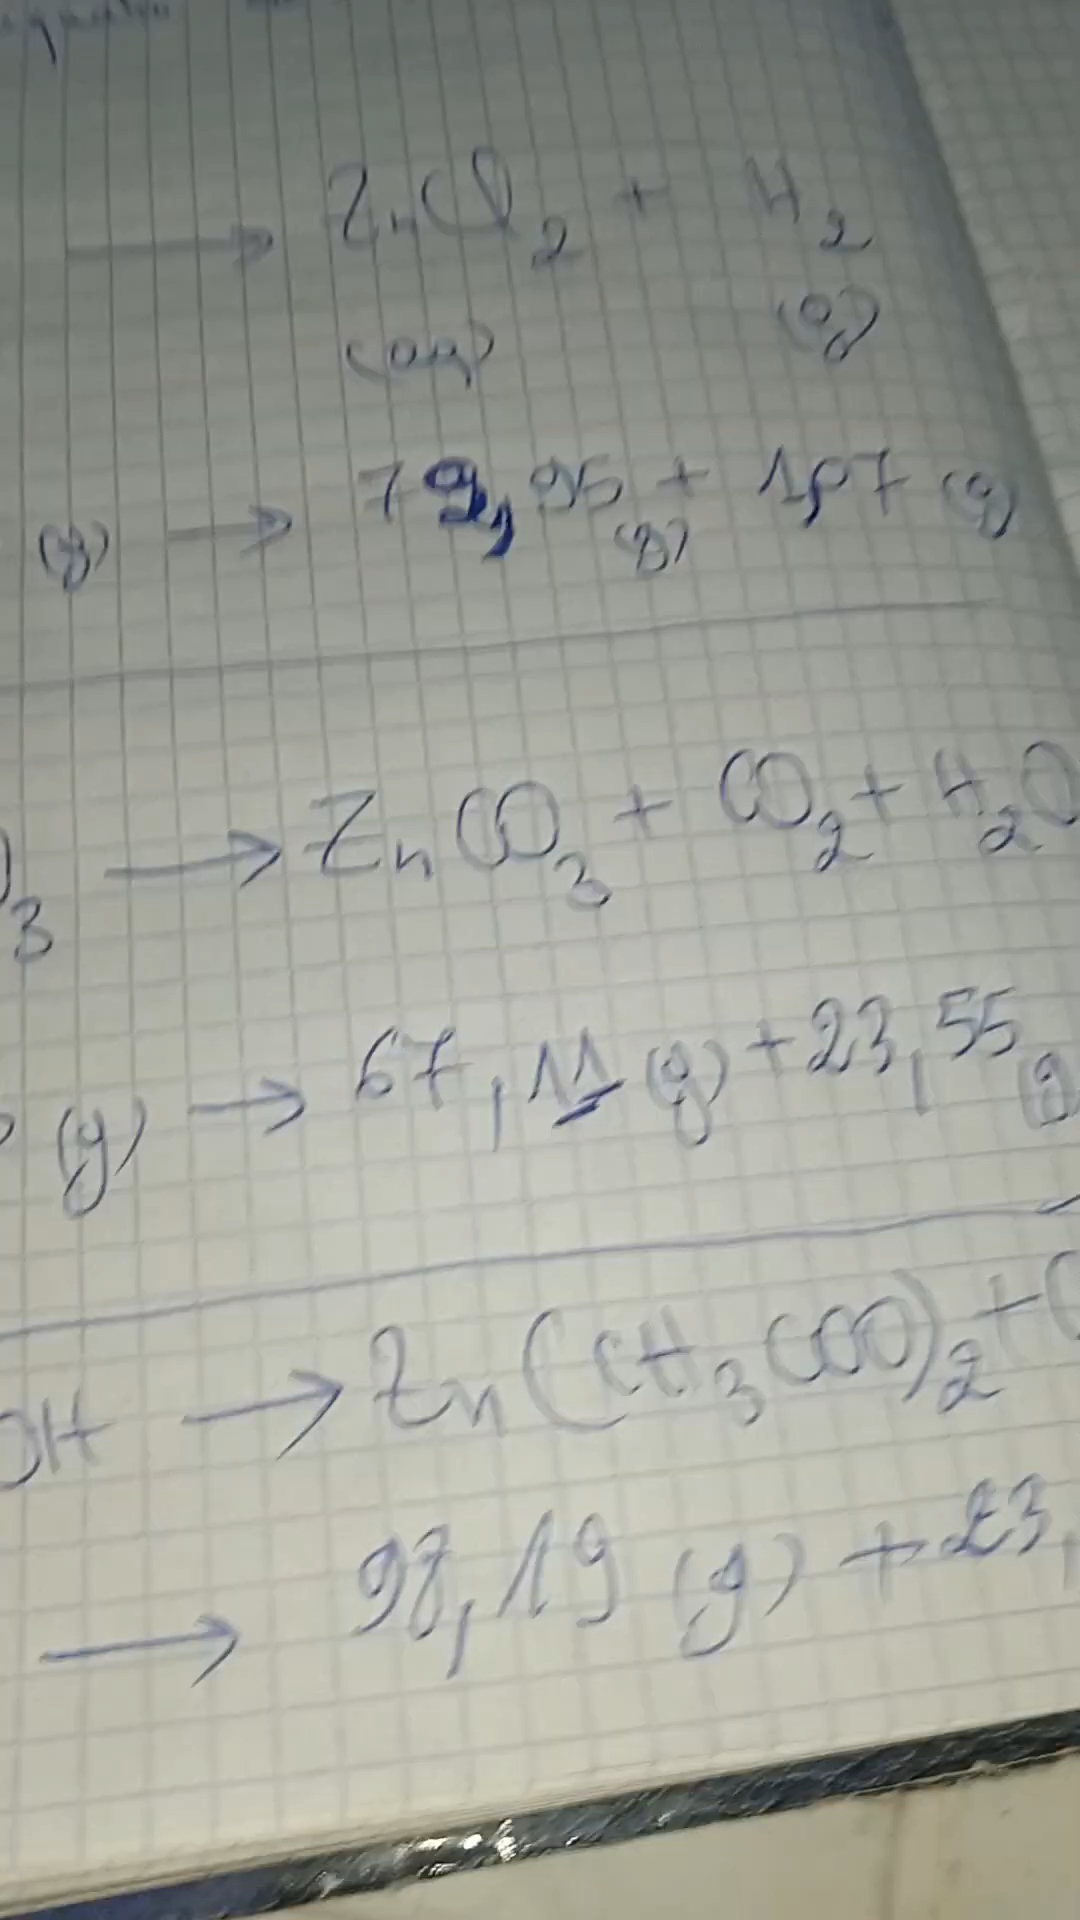 → ZnCl₂ + H₂
(aq) (g)
(g) → 79,95 (g) + 1,07 (g)
₃ → ZnCO₃ + CO₂ + H₂O
(g) → 67,11 (g) + 23,55 (g)
OH → Zn(CH₃COO)₂ + C
→ 98,19 (g) + 23,